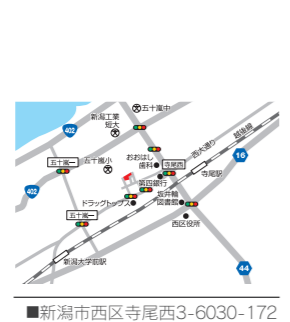 五十嵐中
新潟工業
短大
402
西大通り
越後線
おおはし
歯科
寺尾西
16
五十嵐一
五十嵐小
寺尾駅
402
第四銀行
坂井輪
図書館
ドラッグトップス
五十嵐一
西区役所
新潟大学前駅
44
■新潟市西区寺尾西3-6030-172